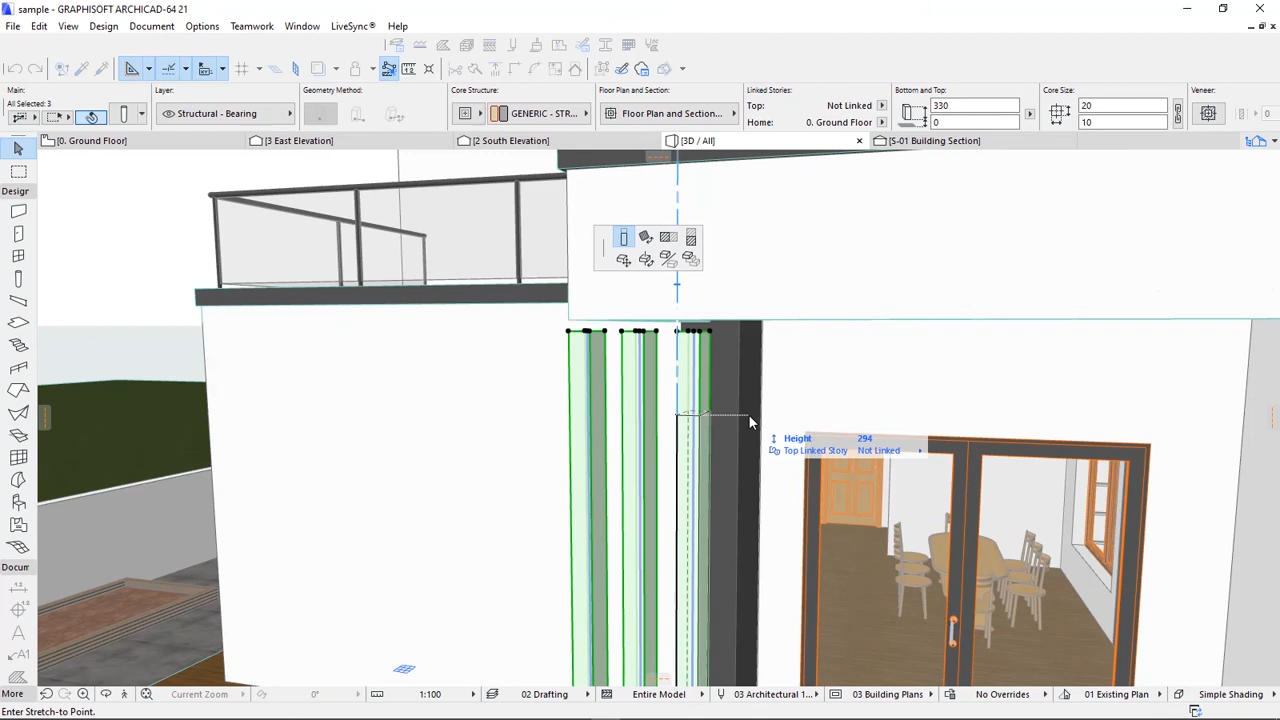 sample - GRAPHISOFT ARCHICAD-64 21
File Edit View Design Document Options Teamwork Window LiveSync® Help
Main: Layer: Geometry Method: Core Structure: Floor Plan and Section: Linked Stories: Bottom and Top: Core Size: Veneer:
All Selected: 3
Structural - Bearing
GENERIC - STR...
Floor Plan and Section...
Top: Not Linked
Home: 0. Ground Floor
330
0
20
10
0
[0. Ground Floor] [3 East Elevation] [2 South Elevation] [3D / All] [S-01 Building Section]
Design
Height 294
Top Linked Story Not Linked
Docum
More
Current Zoom 0° 1:100 02 Drafting Entire Model 03 Architectural 1... 03 Building Plans No Overrides 01 Existing Plan Simple Shading
Enter Stretch-to Point.